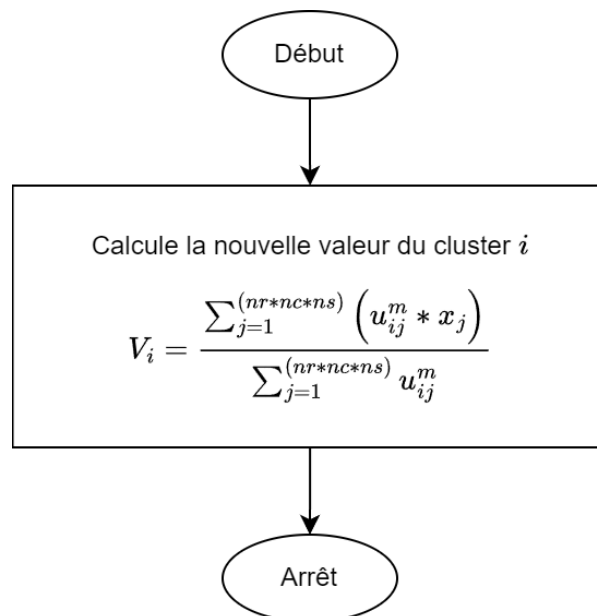 Début
Calcule la nouvelle valeur du cluster i
V_i = \frac{\sum_{j=1}^{(nr*nc*ns)} \left( u_{ij}^m * x_j \right)}{\sum_{j=1}^{(nr*nc*ns)} u_{ij}^m}
Arrêt